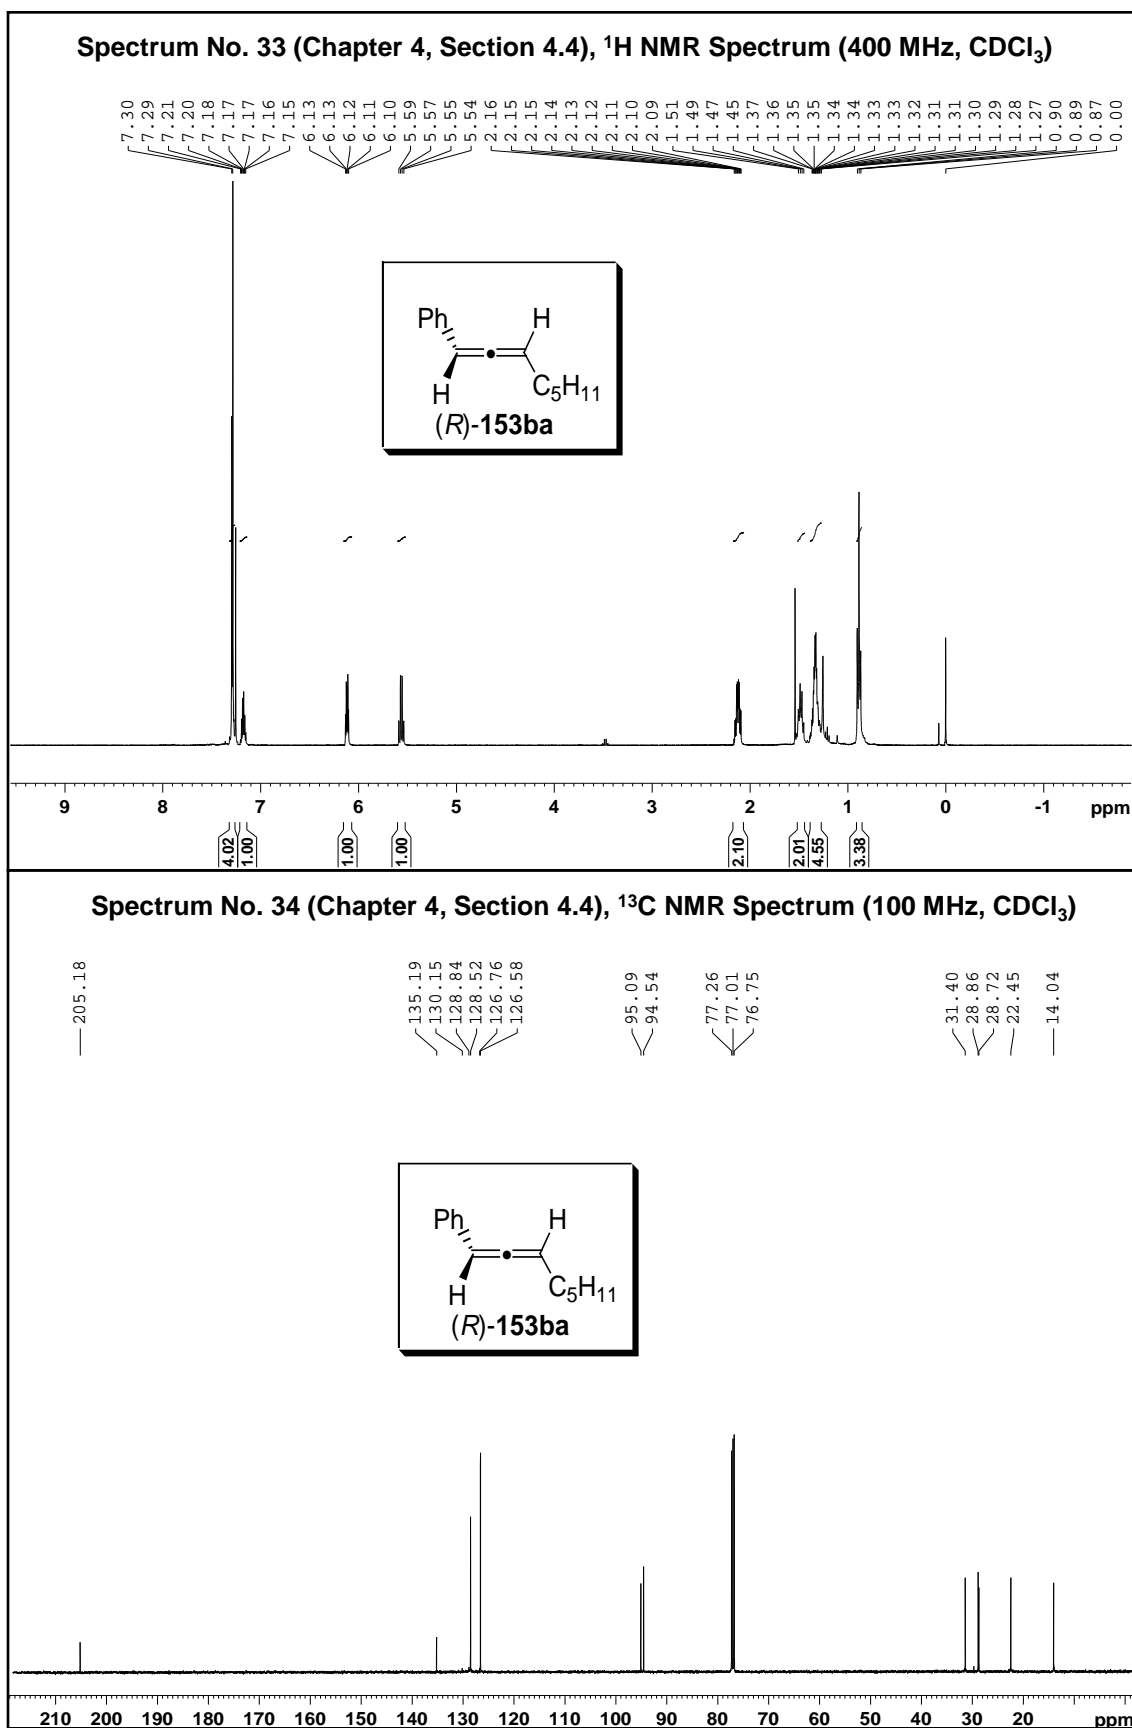 Spectrum No. 33 (Chapter 4, Section 4.4), ¹H NMR Spectrum (400 MHz, CDCl₃)
7.30 7.29 7.21 7.20 7.18 7.17 7.17 7.16 7.15 6.13 6.13 6.12 6.11 6.10 5.59 5.57 5.55 5.54 2.16 2.15 2.15 2.14 2.13 2.12 2.11 2.10 2.09 1.51 1.49 1.47 1.45 1.37 1.36 1.35 1.35 1.34 1.34 1.33 1.33 1.32 1.31 1.31 1.30 1.29 1.28 1.27 0.90 0.89 0.87 0.00
Ph H
H C₅H₁₁
(R)-153ba
9 8 7 6 5 4 3 2 1 0 -1 ppm
4.02 1.00 1.00 1.00 2.10 2.01 4.55 3.38
Spectrum No. 34 (Chapter 4, Section 4.4), ¹³C NMR Spectrum (100 MHz, CDCl₃)
205.18 135.19 130.15 128.84 128.52 126.76 126.58 95.09 94.54 77.26 77.01 76.75 31.40 28.86 28.72 22.45 14.04
Ph H
H C₅H₁₁
(R)-153ba
210 200 190 180 170 160 150 140 130 120 110 100 90 80 70 60 50 40 30 20 ppm